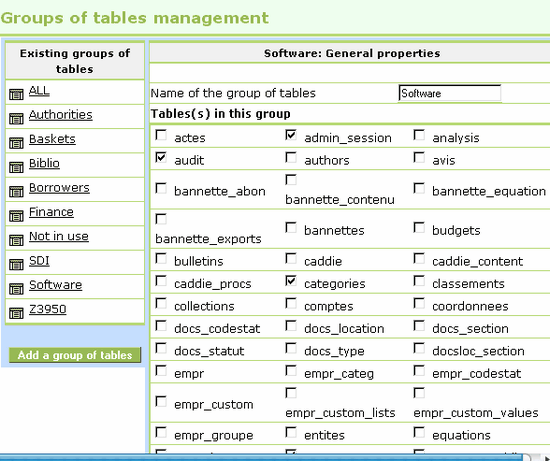 Groups of tables management
Existing groups of
tables
ALL
Authorities
Baskets
Biblio
Borrowers
Finance
Not in use
SDI
Software
Z3950
Add a group of tables
Software: General properties
Name of the group of tables Software
Tables(s) in this group
actes admin_session analysis
audit authors avis
bannette_abon bannette_contenu bannette_equation
bannette_exports bannettes budgets
bulletins caddie caddie_content
caddie_procs categories classements
collections comptes coordonnees
docs_codestat docs_location docs_section
docs_statut docs_type docsloc_section
empr empr_categ empr_codestat
empr_custom empr_custom_lists empr_custom_values
empr_groupe entites equations